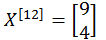 X[12] = [9
4]